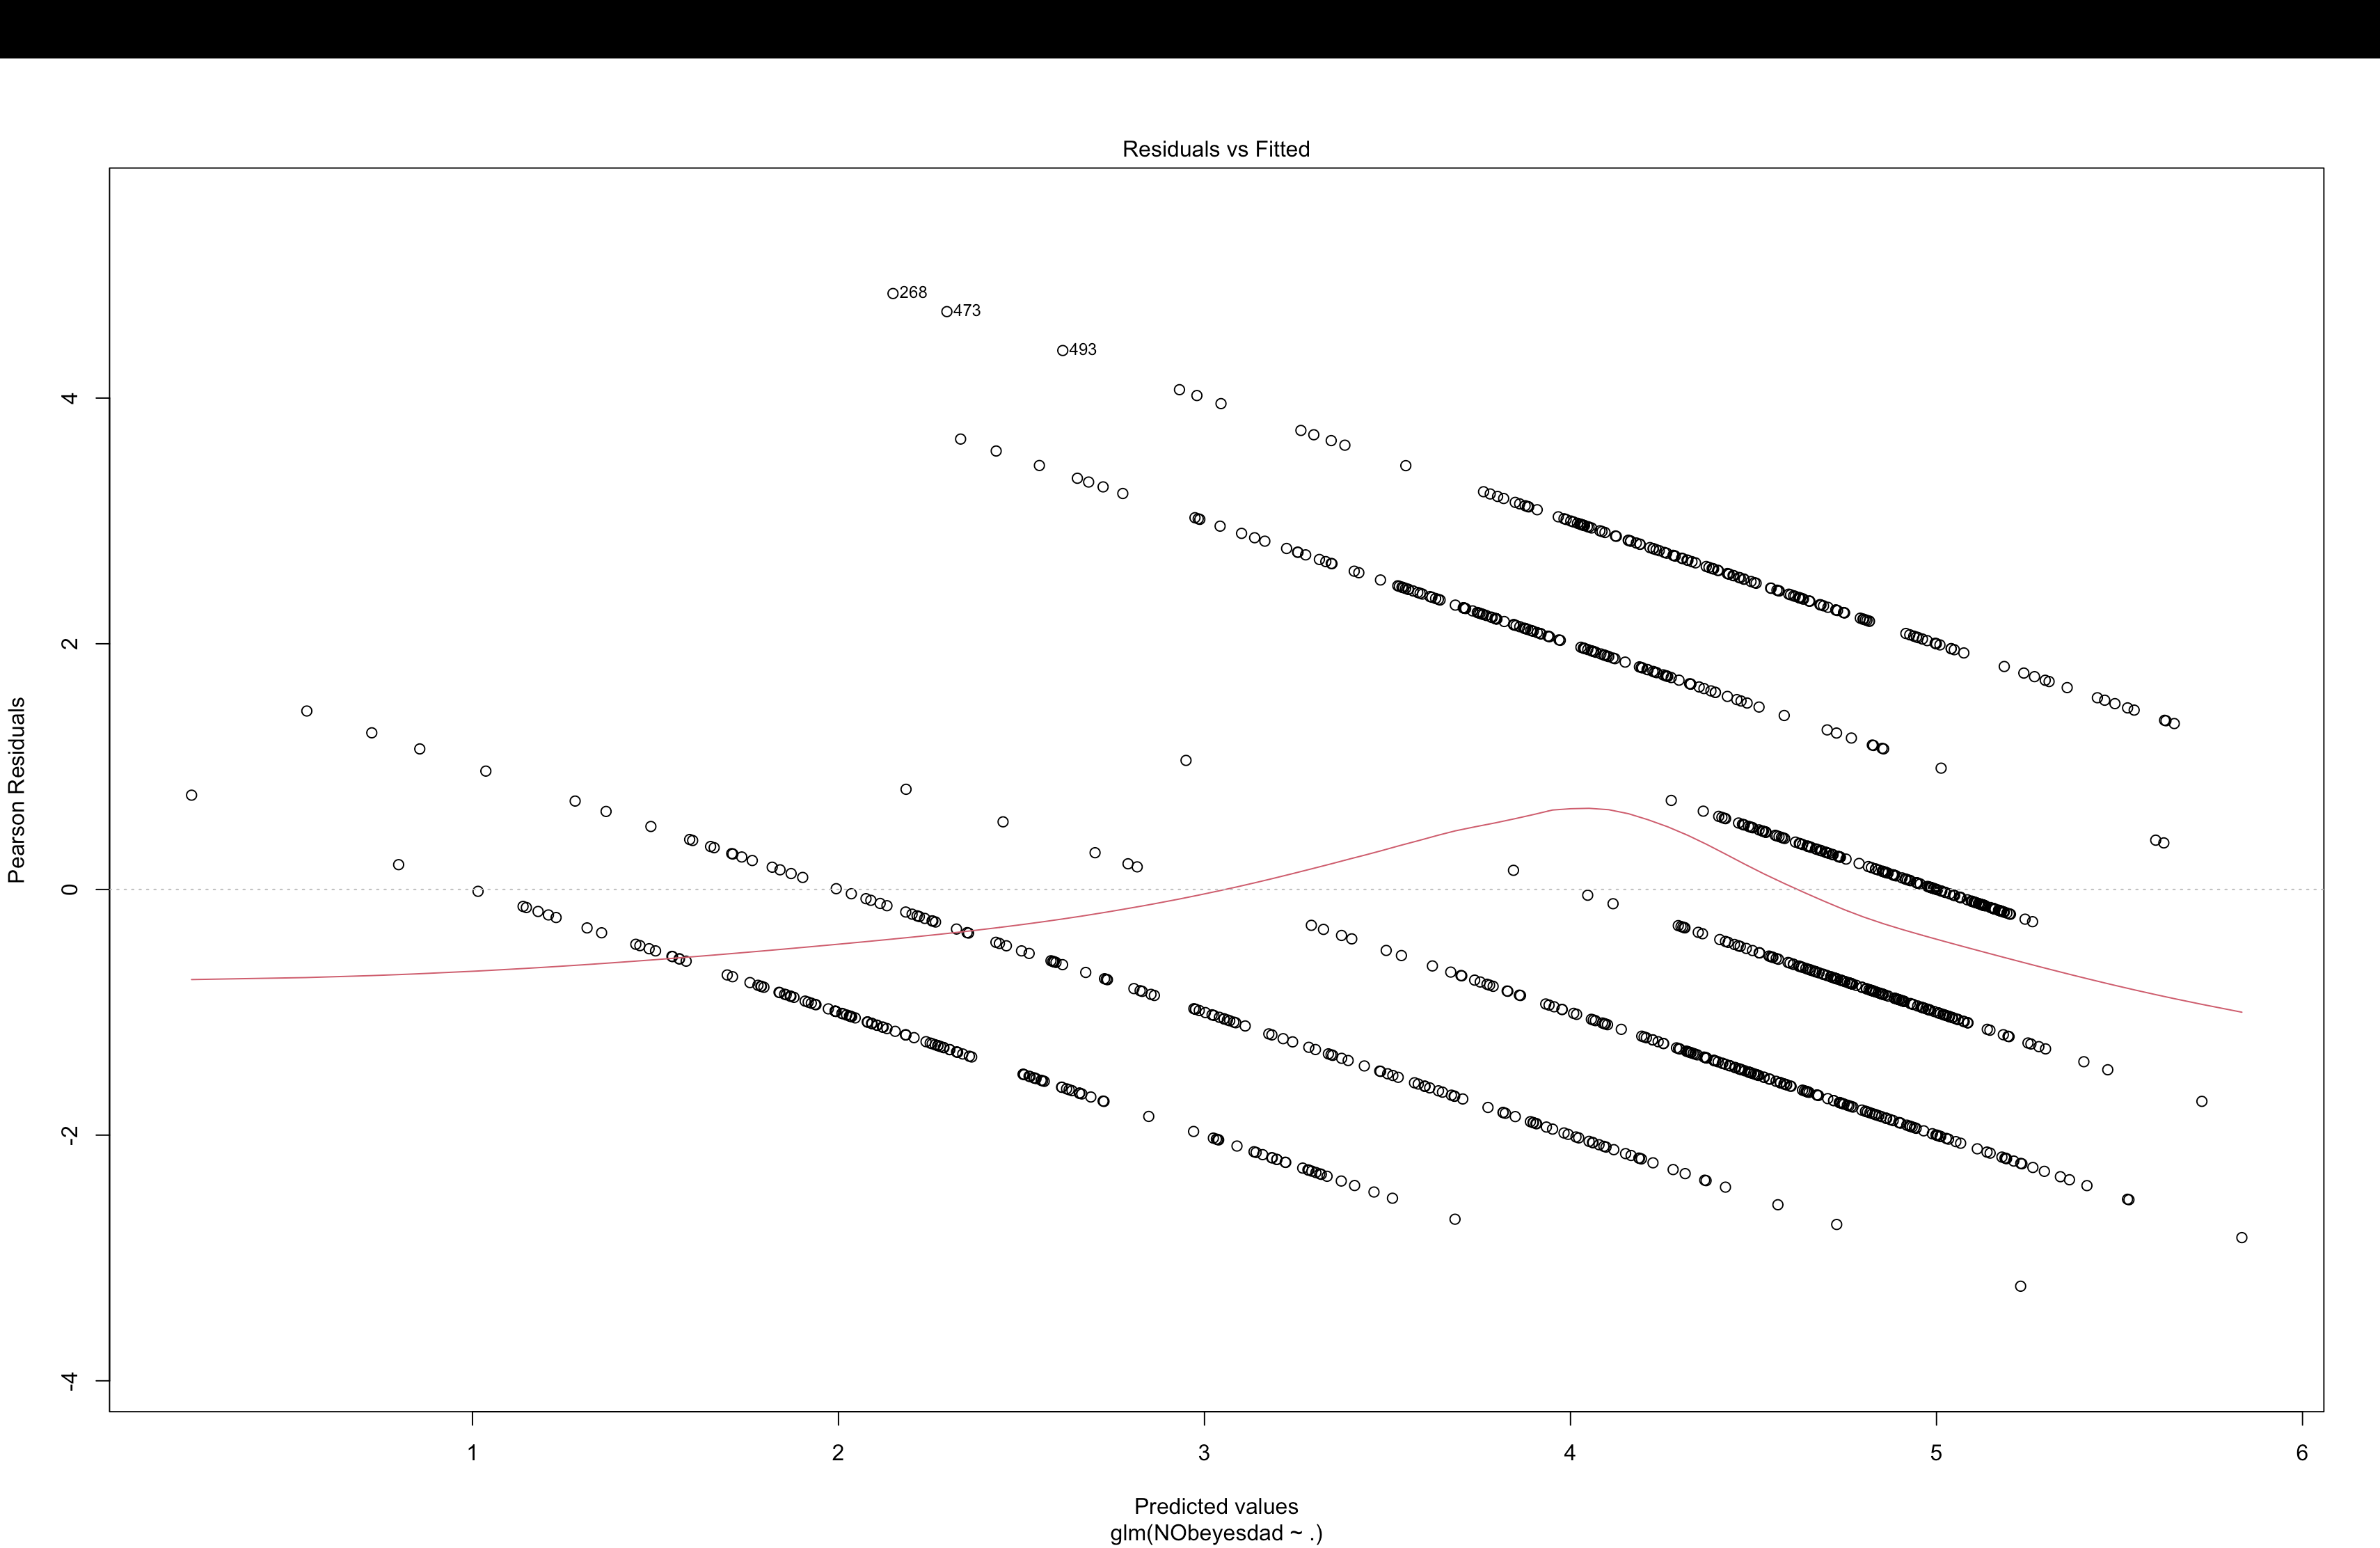 Residuals vs Fitted
268
473
493
4
2
0
-2
-4
Pearson Residuals
1 2 3 4 5 6
Predicted values
glm(NObeyesdad ~ .)